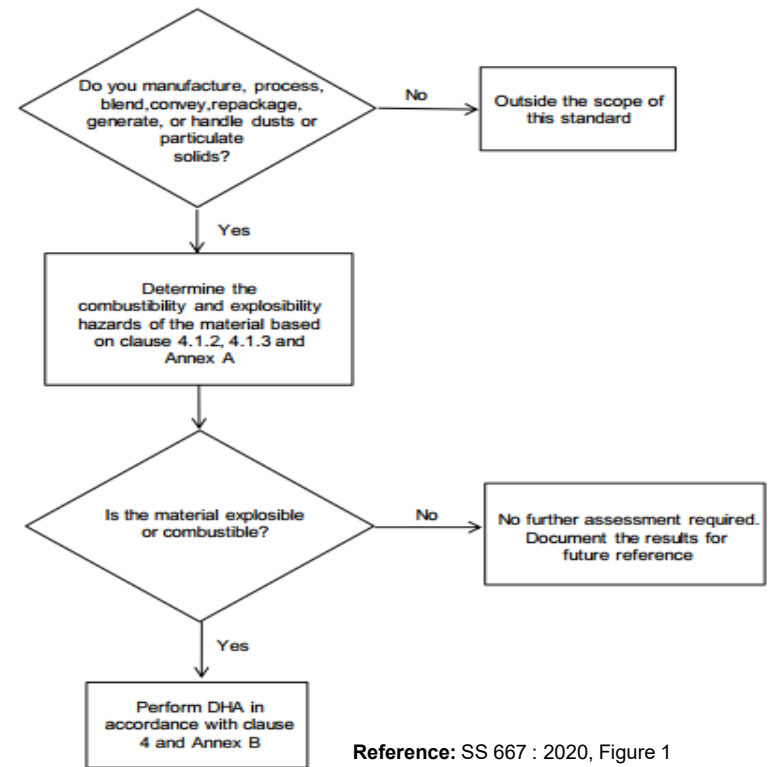 Do you manufacture, process,
blend,convey,repackage,
generate, or handle dusts or
particulate
solids?
No
Outside the scope of
this standard
Yes
Determine the
combustibility and explosibility
hazards of the material based
on clause 4.1.2, 4.1.3 and
Annex A
Is the material explosible
or combustible?
No
No further assessment required.
Document the results for
future reference
Yes
Perform DHA in
accordance with clause
4 and Annex B
Reference: SS 667 : 2020, Figure 1